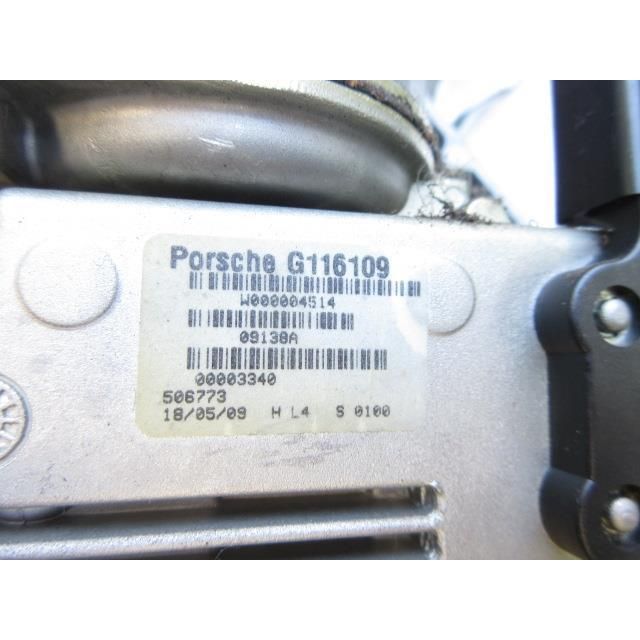 Porsche G116109
W000004514
09138A
00003340
506773
18/05/09 H L4 S 0100